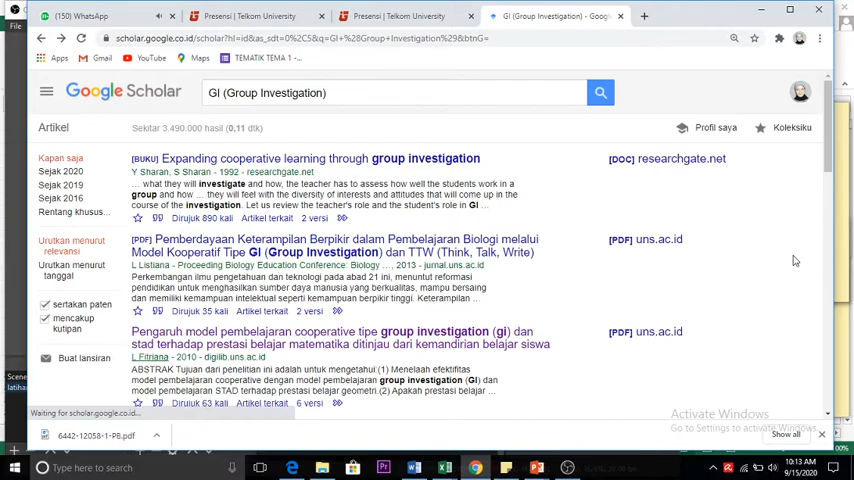 (150) WhatsApp
Presensi | Telkom University
Presensi | Telkom University
GI (Group Investigation) - Googl
File
scholar.google.co.id/scholar?hl=id&as_sdt=0%2C5&q=GI+%28Group+Investigation%29&btnG=
Apps
Gmail
YouTube
Maps
TEMATIK TEMA 1 -...
Google Scholar
GI (Group Investigation)
Artikel
Sekitar 3.490.000 hasil (0,11 dtk)
Profil saya
Koleksiku
Kapan saja
Sejak 2020
Sejak 2019
Sejak 2016
Rentang khusus...
Urutkan menurut
relevansi
Urutkan menurut
tanggal
sertakan paten
mencakup
kutipan
Buat lansiran
[BUKU] Expanding cooperative learning through group investigation
Y Sharan, S Sharan - 1992 - researchgate.net
… what they will investigate and how, the teacher has to assess how well the students work in a
group and how … they will feel with the diversity of interests and attitudes that will come up in the
course of the investigation. Let us review the teacher's role and the student's role in GI …
Dirujuk 890 kali Artikel terkait 2 versi
[DOC] researchgate.net
[PDF] Pemberdayaan Keterampilan Berpikir dalam Pembelajaran Biologi melalui
Model Kooperatif Tipe GI (Group Investigation) dan TTW (Think, Talk, Write)
L Listiana - Proceeding Biology Education Conference: Biology …, 2013 - jurnal.uns.ac.id
Perkembangan ilmu pengetahuan dan teknologi pada abad 21 ini, menuntut reformasi
pendidikan untuk menghasilkan sumber daya manusia yang berkualitas, mampu bersaing
dan memiliki kemampuan intelektual seperti kemampuan berpikir tinggi. Keterampilan …
Dirujuk 35 kali Artikel terkait 2 versi
[PDF] uns.ac.id
Pengaruh model pembelajaran cooperative tipe group investigation (gi) dan
stad terhadap prestasi belajar matematika ditinjau dari kemandirian belajar siswa
L Fitriana - 2010 - digilib.uns.ac.id
ABSTRAK Tujuan dari penelitian ini adalah untuk mengetahui:(1) Menelaah efektifitas
model pembelajaran cooperative dengan model pembelajaran group investigation (GI) dan
model pembelajaran STAD terhadap prestasi belajar geometri.(2) Apakah prestasi belajar …
Dirujuk 63 kali Artikel terkait 6 versi
[PDF] uns.ac.id
Scene
latihan
Waiting for scholar.google.co.id...
Activate Windows
Go to Settings to activate Windows.
6442-12058-1-PB.pdf
Show all
Type here to search
10:13 AM
9/15/2020